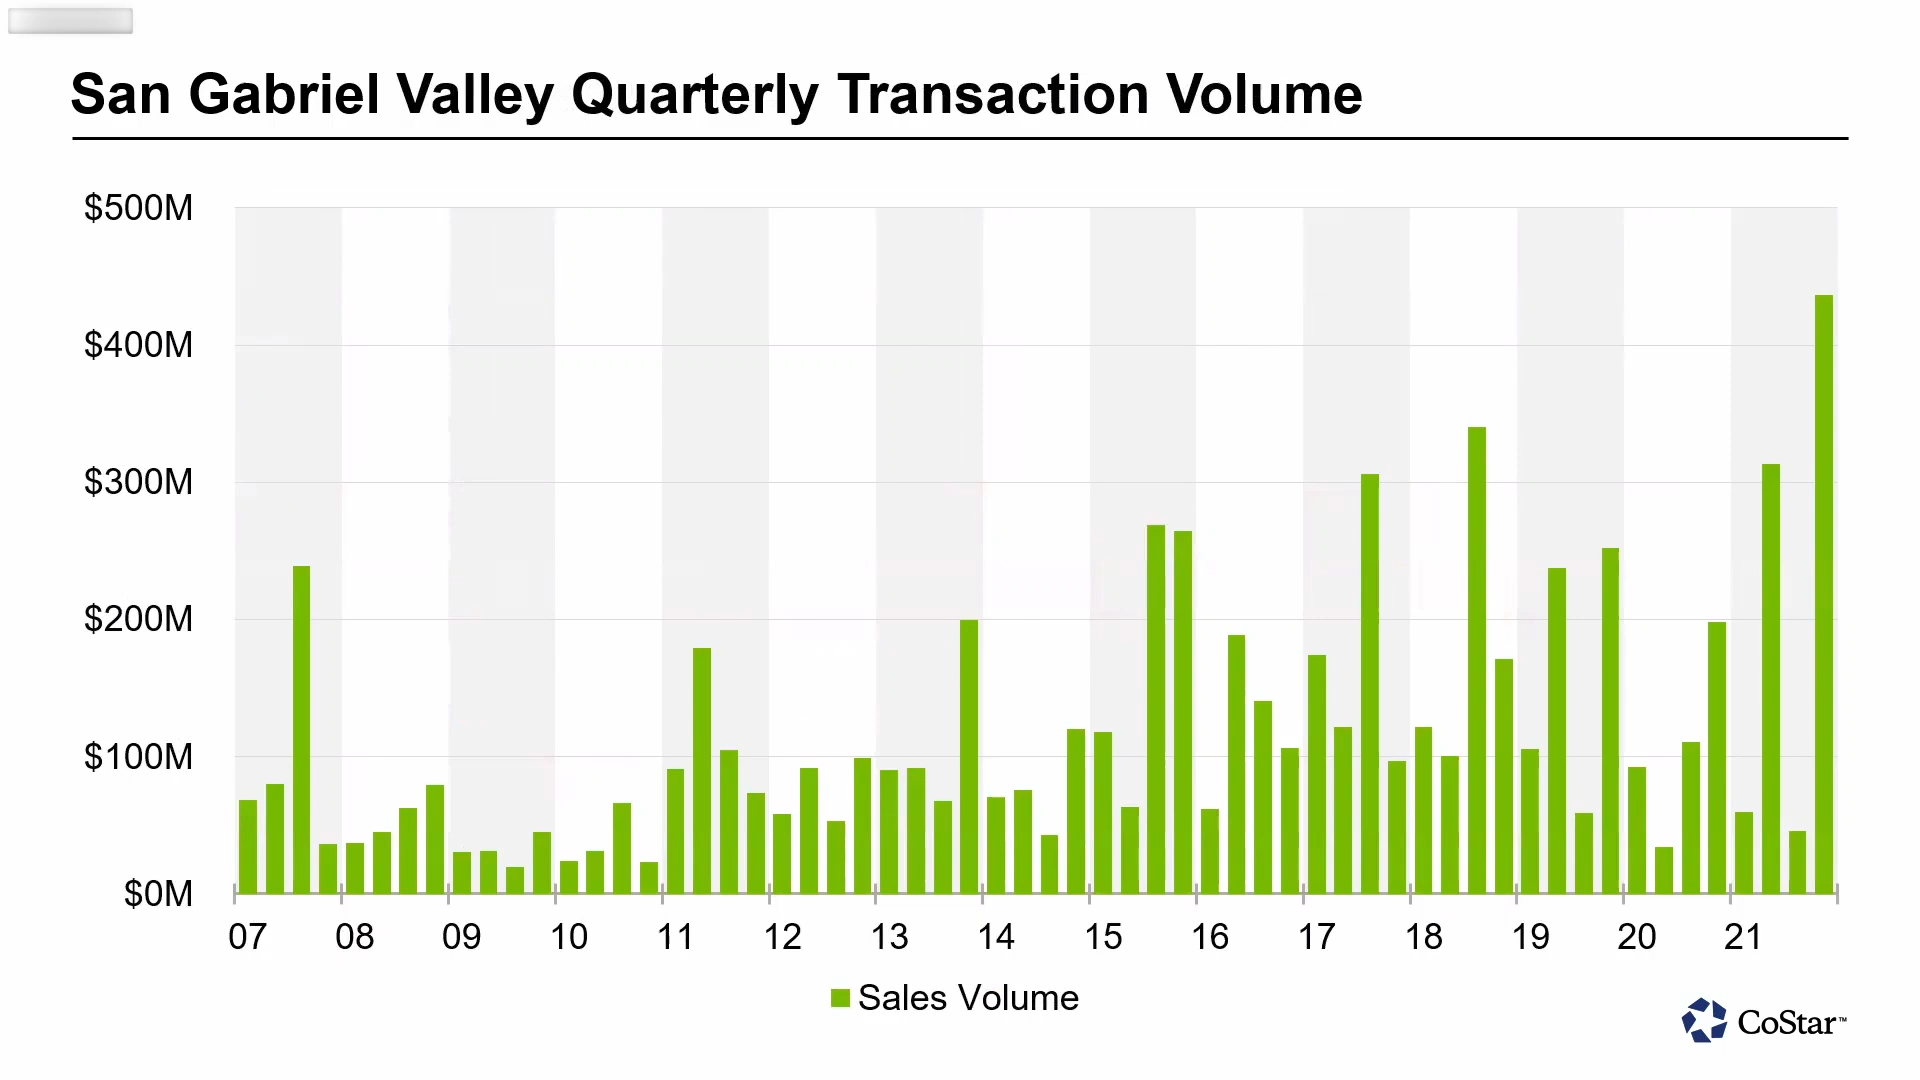 San Gabriel Valley Quarterly Transaction Volume
$500M
$400M
$300M
$200M
$100M
$0M
07 08 09 10 11 12 13 14 15 16 17 18 19 20 21
Sales Volume
CoStar™